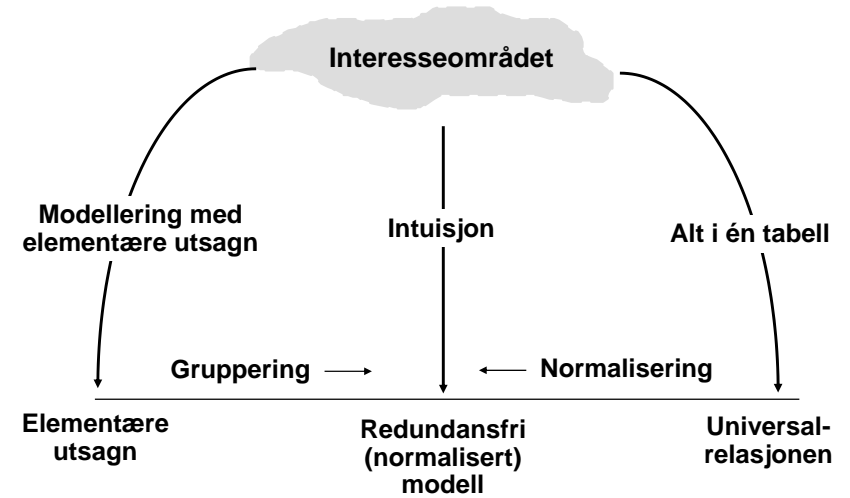 Interesseområdet
Modellering med
elementære utsagn
Intuisjon
Alt i én tabell
Gruppering
Normalisering
Elementære
utsagn
Redundansfri
(normalisert)
modell
Universal-
relasjonen